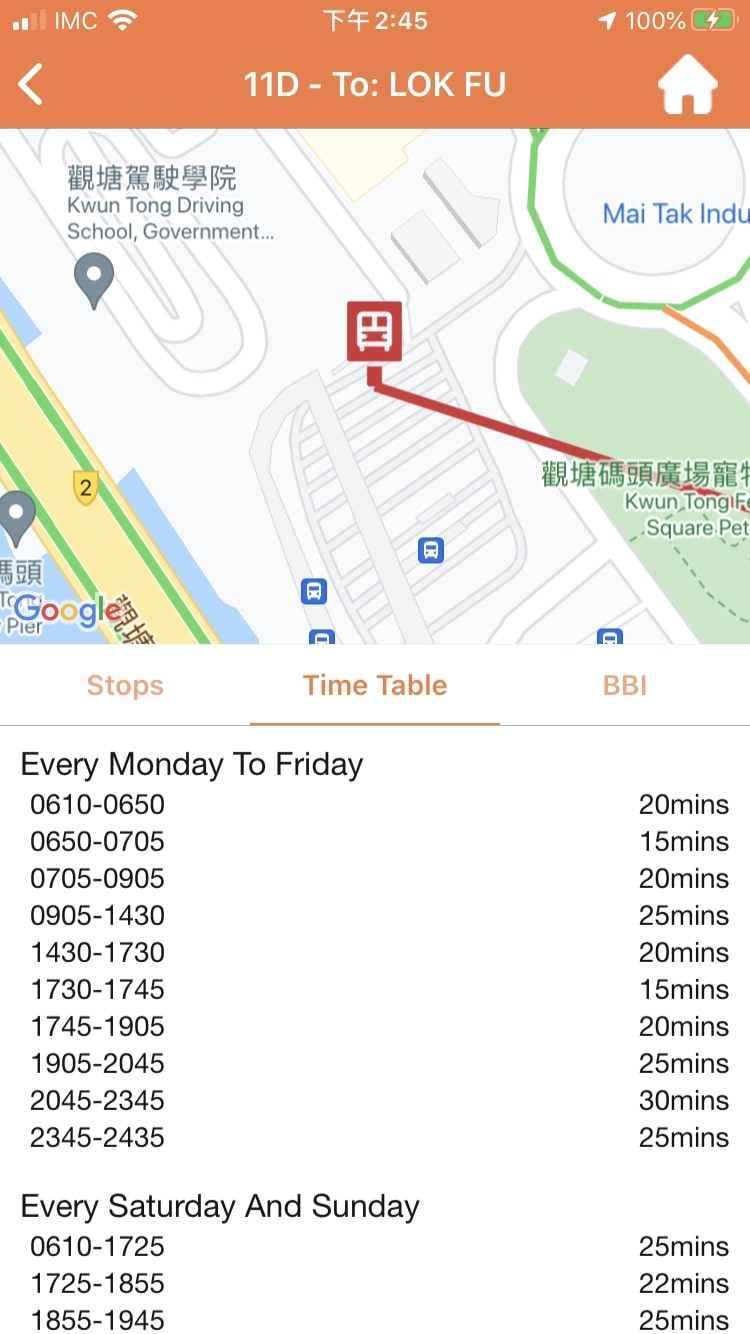 IMC
下午2:45
100%
11D - To: LOK FU
觀塘駕駛學院
Kwun Tong Driving
School, Government...
Mai Tak Indu
2
觀塘碼頭廣場寵物
Kwun Tong Fe
Square Pet
碼頭
Tong
Pier
Google
觀塘
Stops
Time Table
BBI
Every Monday To Friday
0610-0650 20mins
0650-0705 15mins
0705-0905 20mins
0905-1430 25mins
1430-1730 20mins
1730-1745 15mins
1745-1905 20mins
1905-2045 25mins
2045-2345 30mins
2345-2435 25mins
Every Saturday And Sunday
0610-1725 25mins
1725-1855 22mins
1855-1945 25mins